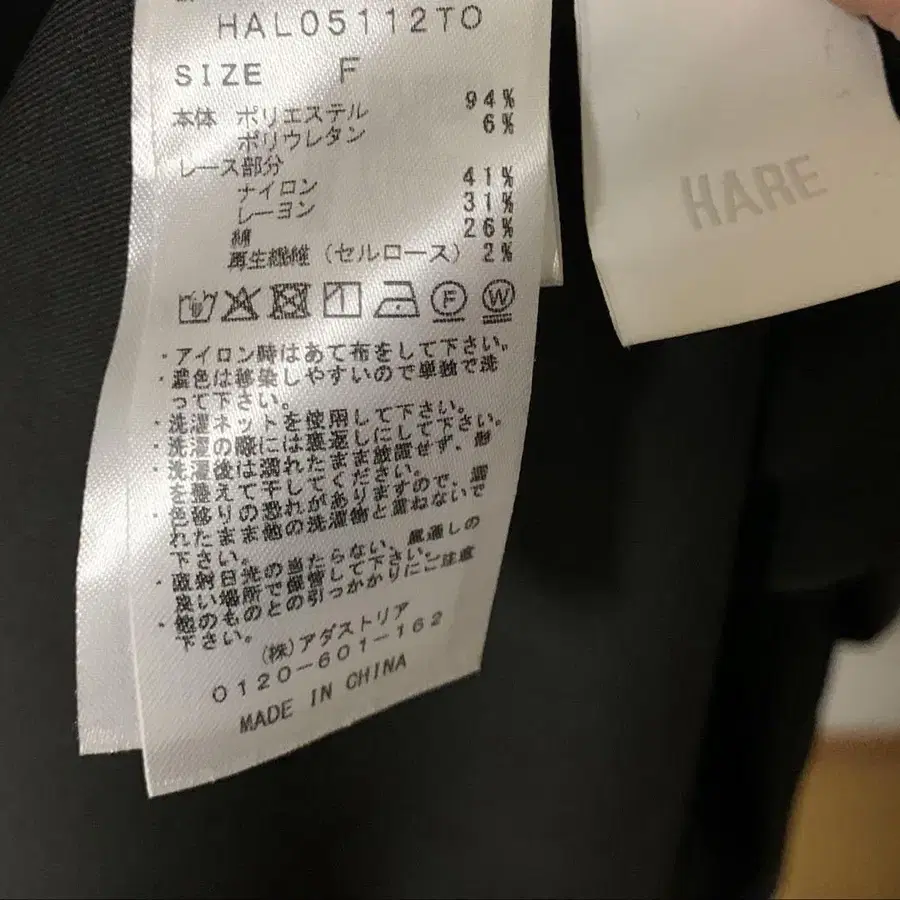 HAL05112TO
SIZE F
本体 ポリエステル 94%
ポリウレタン 6%
レース部分
ナイロン 41%
レーヨン 31%
綿 26%
再生繊維(セルロース) 2%
F W
・アイロン時はあて布をして下さい。
・濃色は移染しやすいので単独で洗
って下さい。
・洗濯ネットを使用して下さい。
・洗濯の際には裏返しにして下さい。
・洗濯後は濡れたまま放置せず、形
を整えて干してください。
・色移りの恐れがありますので、濡
れたまま他の洗濯物と重ねないで
下さい。
・直射日光の当たらない、風通しの
良い場所で保管して下さい。
・他のものとの引っかかりにご注意
下さい。
(株)アダストリア
0120-601-162
MADE IN CHINA
HARE